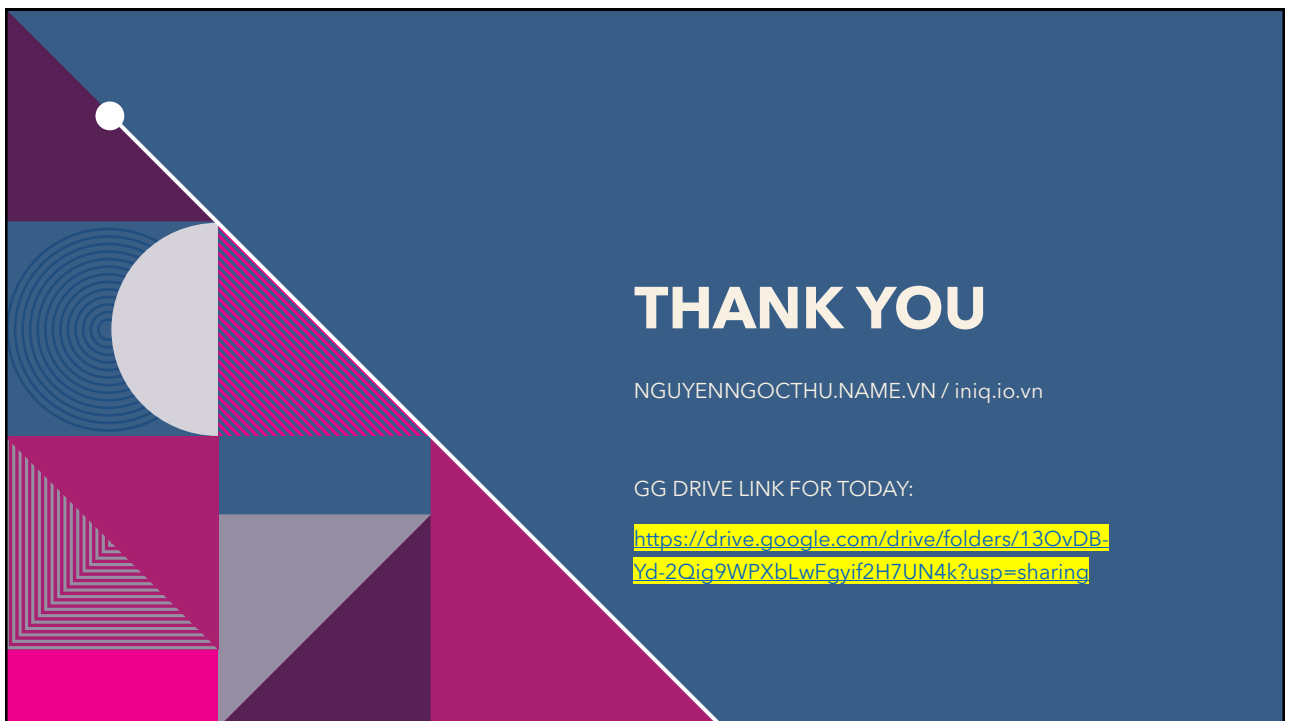 THANK YOU
NGUYENNGOCTHU.NAME.VN / iniq.io.vn
GG DRIVE LINK FOR TODAY:
https://drive.google.com/drive/folders/13OvDB-
Yd-2Qig9WPXbLwFgyif2H7UN4k?usp=sharing